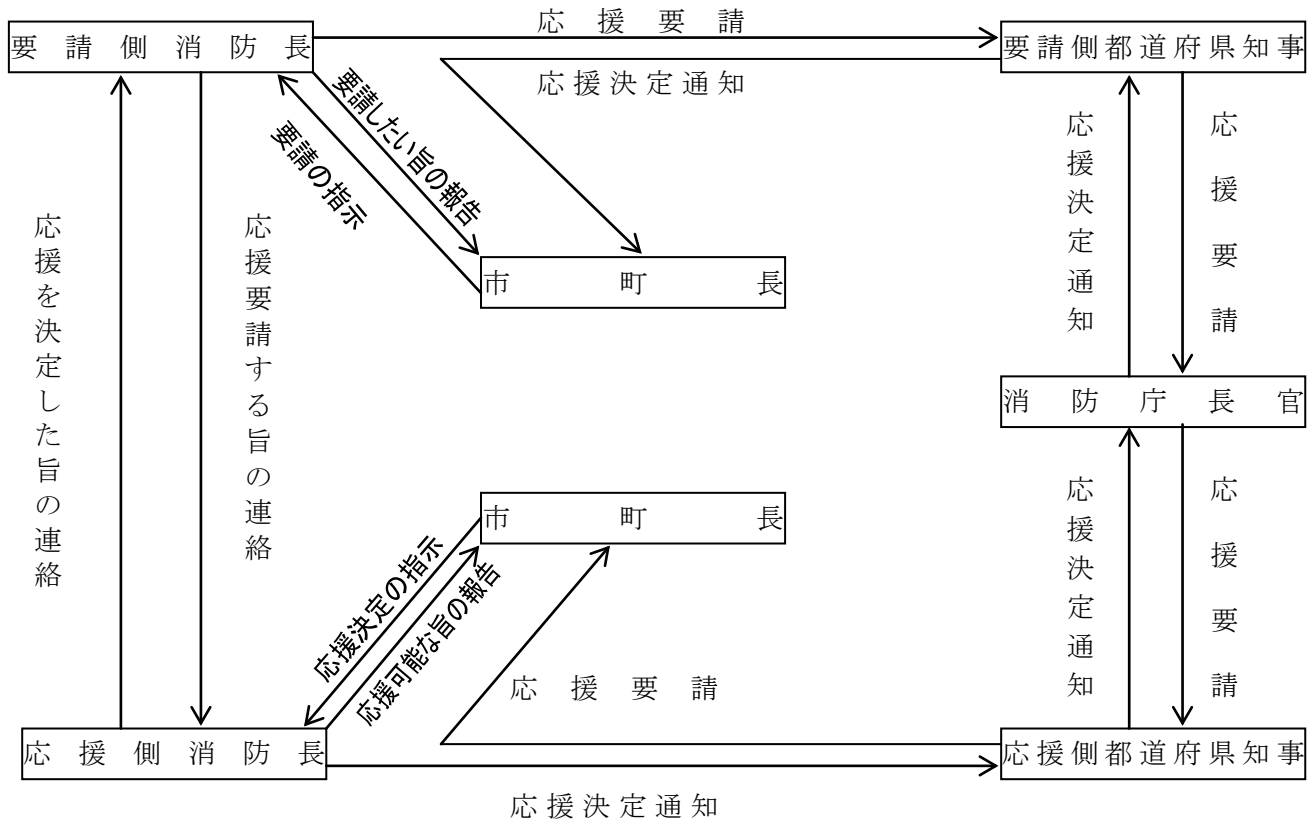 応援要請
要請側消防長
要請側都道府県知事
応援決定通知
要請したい旨の報告
要請の指示
応援決定通知
応援要請
応援を決定した旨の連絡
応援要請する旨の連絡
市町長
消防庁長官
市町長
応援決定の指示
応援可能な旨の報告
応援決定通知
応援要請
応援要請
応援側消防長
応援側都道府県知事
応援決定通知